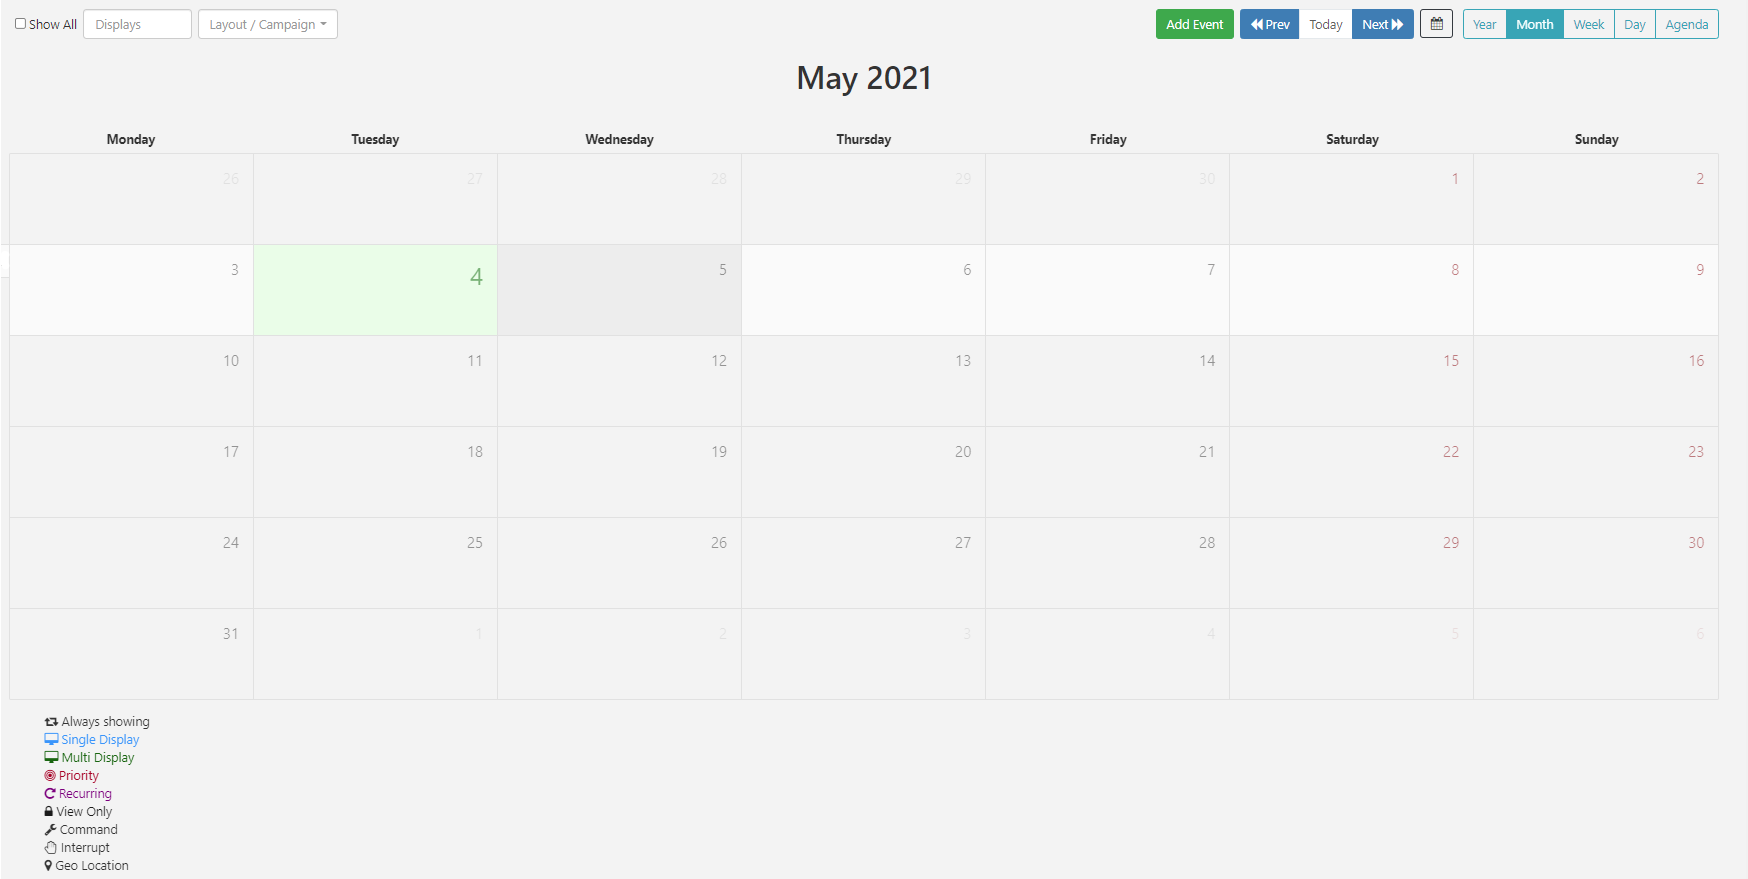 Show All Displays Layout / Campaign Add Event Prev Today Next Year Month Week Day Agenda
May 2021
Monday Tuesday Wednesday Thursday Friday Saturday Sunday
26 27 28 29 30 1 2
3 4 5 6 7 8 9
10 11 12 13 14 15 16
17 18 19 20 21 22 23
24 25 26 27 28 29 30
31 1 2 3 4 5 6
Always showing
Single Display
Multi Display
Priority
Recurring
View Only
Command
Interrupt
Geo Location